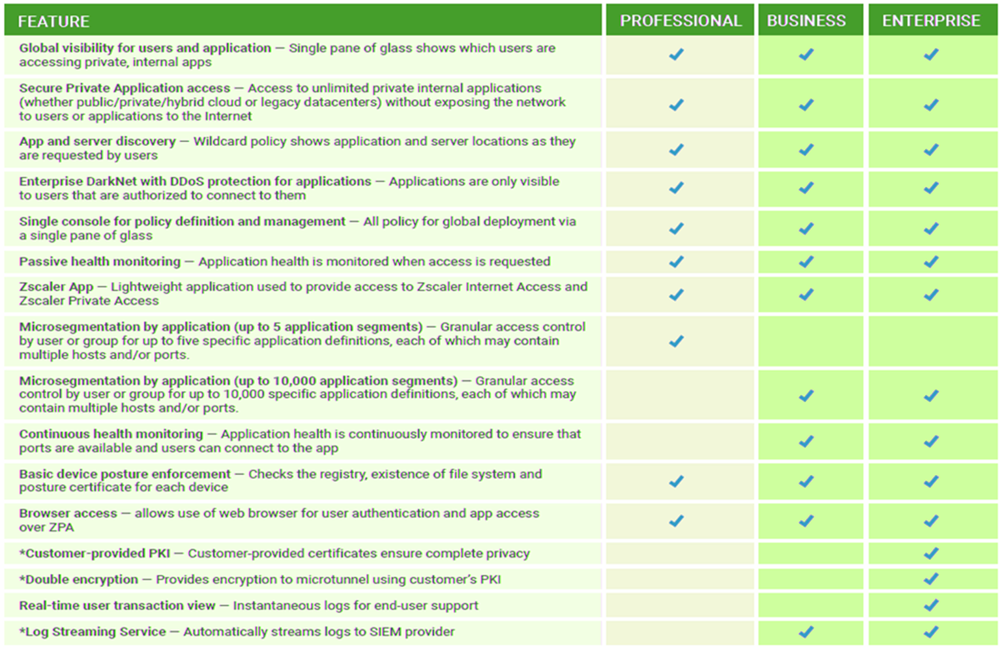 FEATURE PROFESSIONAL BUSINESS ENTERPRISE
Global visibility for users and application — Single pane of glass shows which users are
accessing private, internal apps
Secure Private Application access — Access to unlimited private internal applications
(whether public/private/hybrid cloud or legacy datacenters) without exposing the network
to users or applications to the Internet
App and server discovery — Wildcard policy shows application and server locations as they
are requested by users
Enterprise DarkNet with DDoS protection for applications — Applications are only visible
to users that are authorized to connect to them
Single console for policy definition and management — All policy for global deployment via
a single pane of glass
Passive health monitoring — Application health is monitored when access is requested
Zscaler App — Lightweight application used to provide access to Zscaler Internet Access and
Zscaler Private Access
Microsegmentation by application (up to 5 application segments) — Granular access control
by user or group for up to five specific application definitions, each of which may contain
multiple hosts and/or ports.
Microsegmentation by application (up to 10,000 application segments) — Granular access
control by user or group for up to 10,000 specific application definitions, each of which may
contain multiple hosts and/or ports.
Continuous health monitoring — Application health is continuously monitored to ensure that
ports are available and users can connect to the app
Basic device posture enforcement — Checks the registry, existence of file system and
posture certificate for each device
Browser access — allows use of web browser for user authentication and app access
over ZPA
*Customer-provided PKI — Customer-provided certificates ensure complete privacy
*Double encryption — Provides encryption to microtunnel using customer's PKI
Real-time user transaction view — Instantaneous logs for end-user support
*Log Streaming Service — Automatically streams logs to SIEM provider